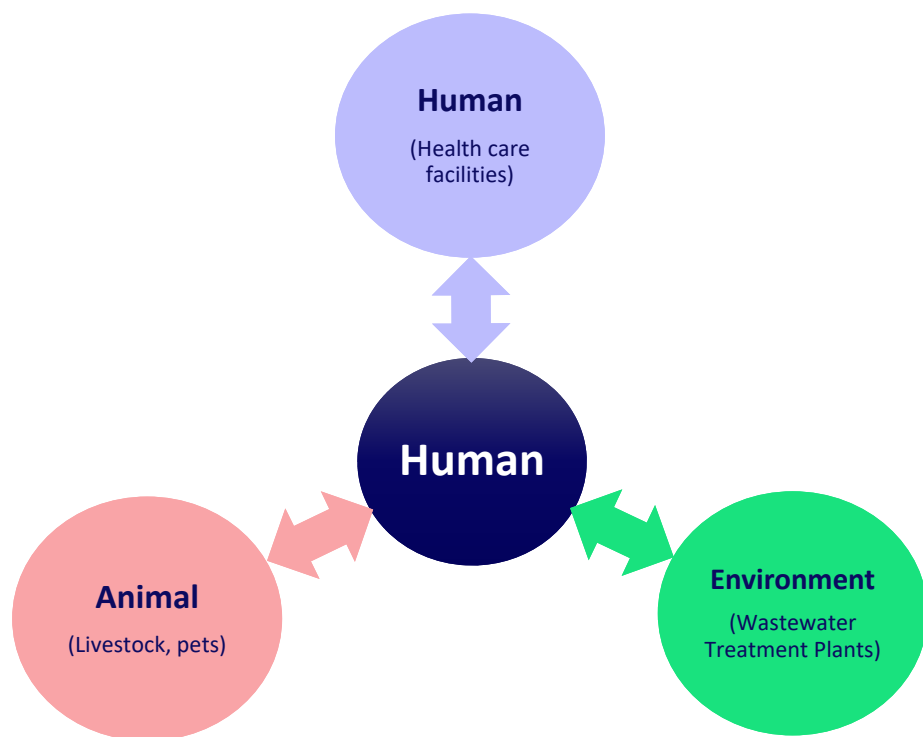 Human
(Health care
facilities)
Human
Animal
(Livestock, pets)
Environment
(Wastewater
Treatment Plants)